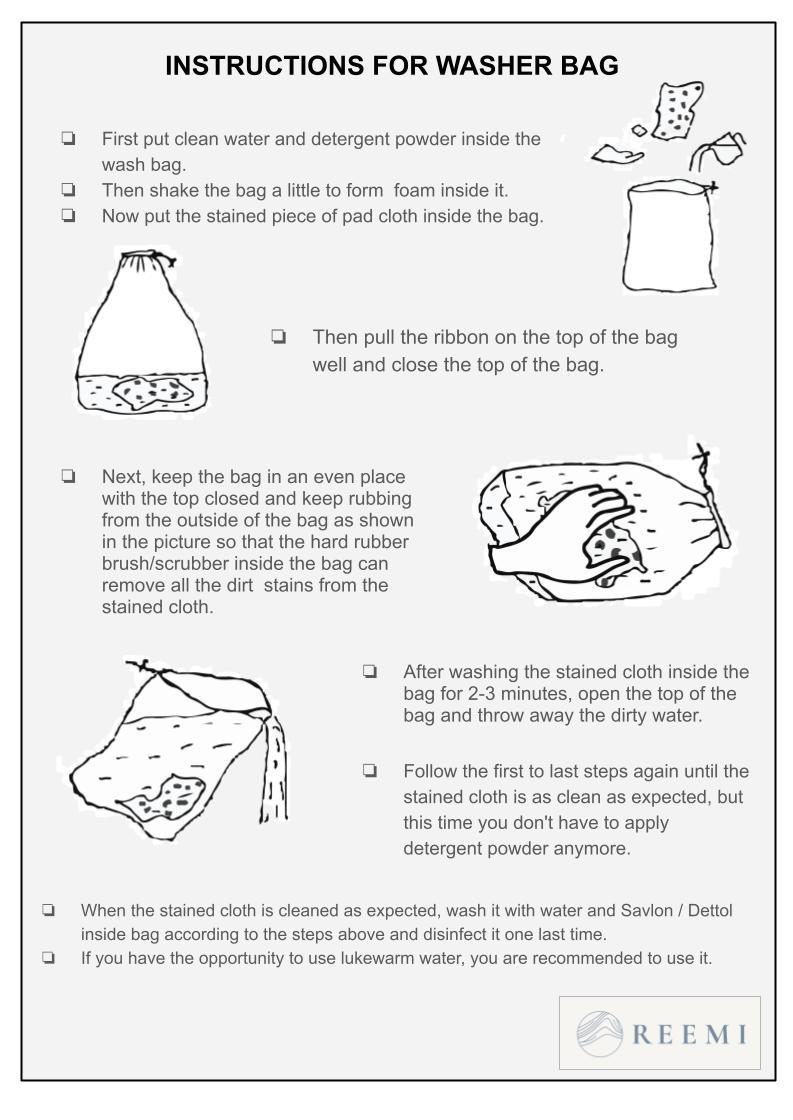 INSTRUCTIONS FOR WASHER BAG
❏ First put clean water and detergent powder inside the
wash bag.
❏ Then shake the bag a little to form  foam inside it.
❏ Now put the stained piece of pad cloth inside the bag.
❏ Then pull the ribbon on the top of the bag
well and close the top of the bag.
❏ Next, keep the bag in an even place
with the top closed and keep rubbing
from the outside of the bag as shown
in the picture so that the hard rubber
brush/scrubber inside the bag can
remove all the dirt  stains from the
stained cloth.
❏ After washing the stained cloth inside the
bag for 2-3 minutes, open the top of the
bag and throw away the dirty water.
❏ Follow the first to last steps again until the
stained cloth is as clean as expected, but
this time you don't have to apply
detergent powder anymore.
❏ When the stained cloth is cleaned as expected, wash it with water and Savlon / Dettol
inside bag according to the steps above and disinfect it one last time.
❏ If you have the opportunity to use lukewarm water, you are recommended to use it.
REEMI